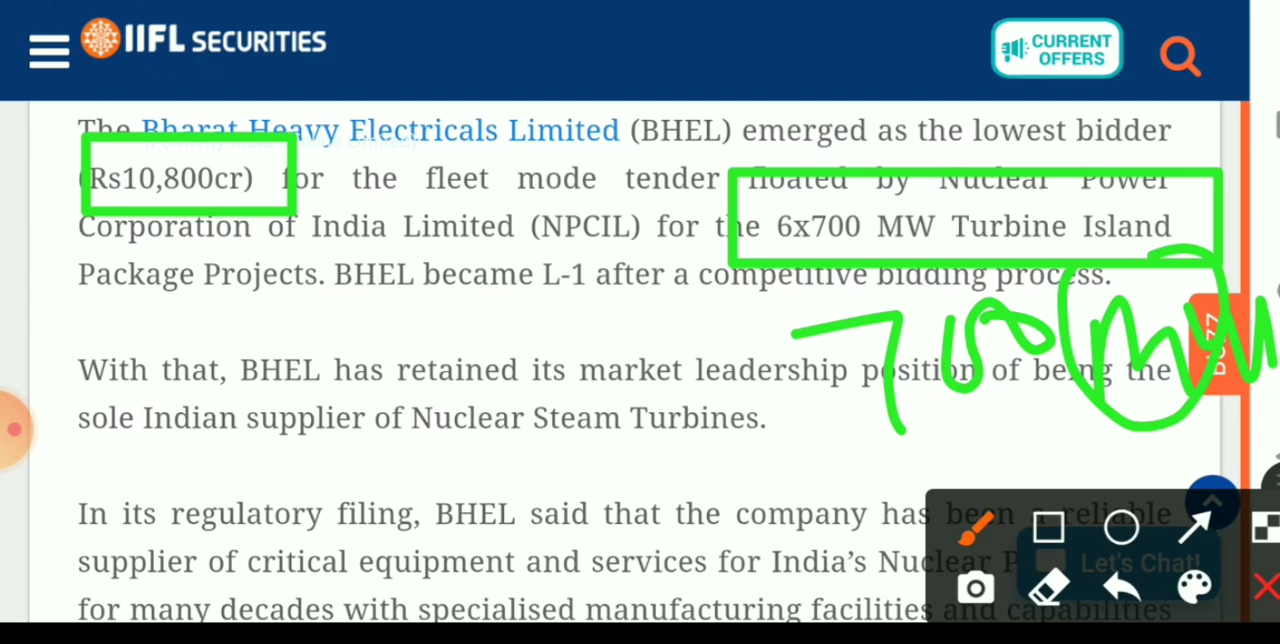 IIFL SECURITIES
CURRENT
OFFERS
The Bharat Heavy Electricals Limited (BHEL) emerged as the lowest bidder
(Rs10,800cr) for the fleet mode tender floated by Nuclear Power
Corporation of India Limited (NPCIL) for the 6x700 MW Turbine Island
Package Projects. BHEL became L-1 after a competitive bidding process.
700 MW
With that, BHEL has retained its market leadership position of being the
sole Indian supplier of Nuclear Steam Turbines.
In its regulatory filing, BHEL said that the company has been a reliable
supplier of critical equipment and services for India's Nuclear
Let's Chat!
for many decades with specialised manufacturing facilities and capabilities